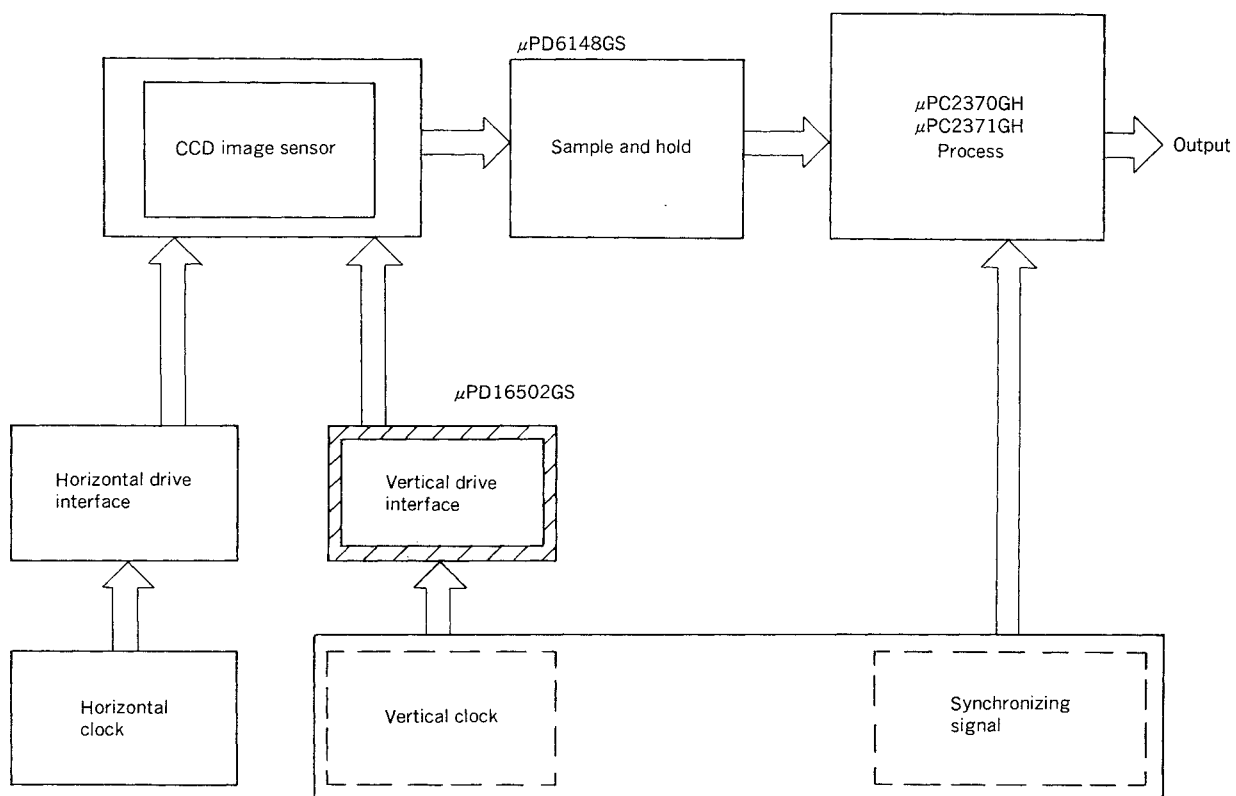 μPD6148GS
CCD image sensor
Sample and hold
μPC2370GH
μPC2371GH
Process
Output
μPD16502GS
Horizontal drive
interface
Vertical drive
interface
Horizontal
clock
Vertical clock
Synchronizing
signal